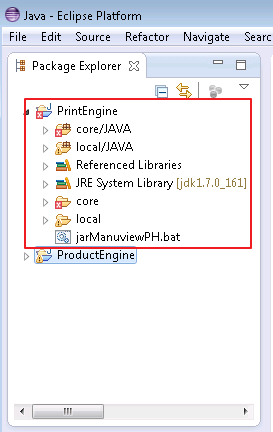 Java - Eclipse Platform
File Edit Source Refactor Navigate Searc
Package Explorer
PrintEngine
core/JAVA
local/JAVA
Referenced Libraries
JRE System Library [jdk1.7.0_161]
core
local
jarManuviewPH.bat
ProductEngine